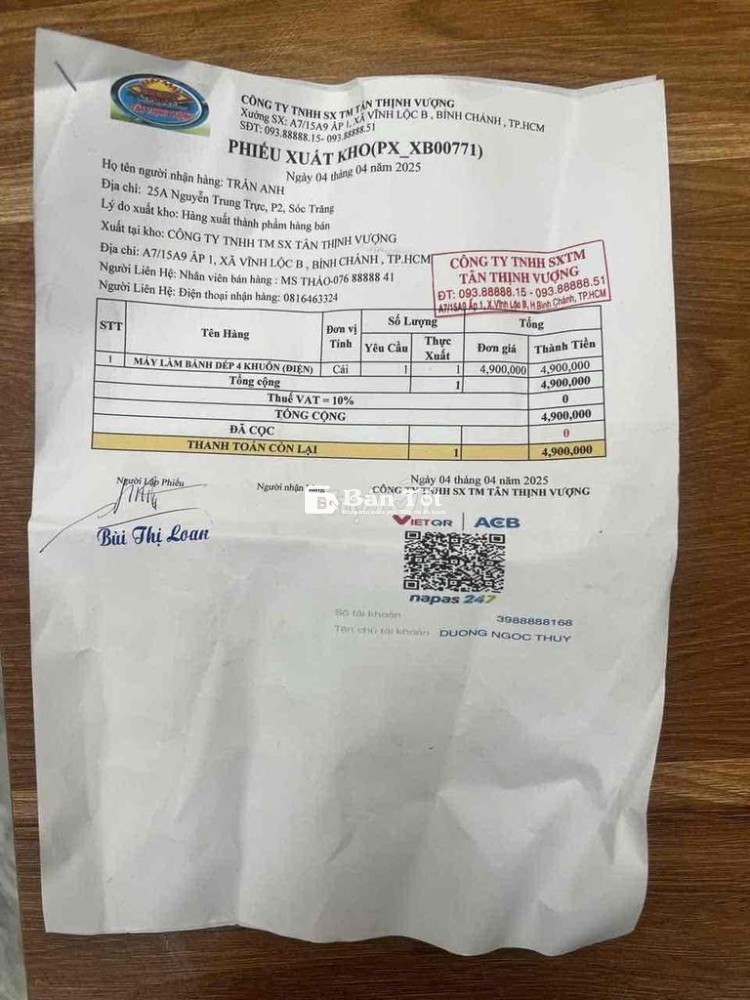 CÔNG TY TNHH SX TM TÂN THỊNH VƯỢNG
Xưởng SX: A7/15A9 ẤP 1, XÃ VĨNH LỘC B , BÌNH CHÁNH , TP.HCM
SĐT: 093.88888.15- 093.88888.51
PHIẾU XUẤT KHO(PX_XB00771)
Ngày 04 tháng 04 năm 2025
Họ tên người nhận hàng: TRÂN ANH
Địa chỉ: 25A Nguyễn Trung Trực, P2, Sóc Trăng
Lý do xuất kho: Hàng xuất thành phẩm hàng bán
Xuất tại kho: CÔNG TY TNHH TM SX TÂN THỊNH VƯỢNG
Địa chỉ: A7/15A9 ẤP 1, XÃ VĨNH LỘC B , BÌNH CHÁNH , TP.HCM
Người Liên Hệ: Nhân viên bán hàng : MS THẢO-076 88888 41
Người Liên Hệ: Điện thoại nhận hàng: 0816463324
CÔNG TY TNHH SXTM
TÂN THỊNH VƯỢNG
ĐT: 093.88888.15 - 093.88888.51
A7/15A9 Ấp 1, X.Vĩnh Lộc B, H.Bình Chánh, TP.HCM
STT Tên Hàng Đơn vị Tính Số Lượng Tổng
Yêu Cầu Thực Xuất Đơn giá Thành Tiền
1 MÁY LÀM BÁNH DÉP 4 KHUÔN (ĐIỆN) Cái 1 1 4,900,000 4,900,000
Tổng cộng 1 4,900,000
Thuế VAT = 10% 0
TỔNG CỘNG 4,900,000
ĐÃ CỌC 0
THANH TOÁN CÒN LẠI 1 4,900,000
Ngày 04 tháng 04 năm 2025
Người Lập Phiếu Người nhận CÔNG TY TNHH SX TM TÂN THỊNH VƯỢNG
Bán Tốt
Bùi Thị Loan
VIETQR ACB
napas 247
Số tài khoản 3988888168
Tên chủ tài khoản DUONG NGOC THUY